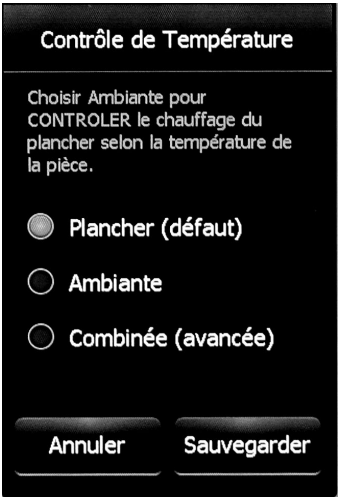 Contrôle de Température
Choisir Ambiante pour
CONTROLER le chauffage du
plancher selon la température de
la pièce.
Plancher (défaut)
Ambiante
Combinée (avancée)
Annuler
Sauvegarder